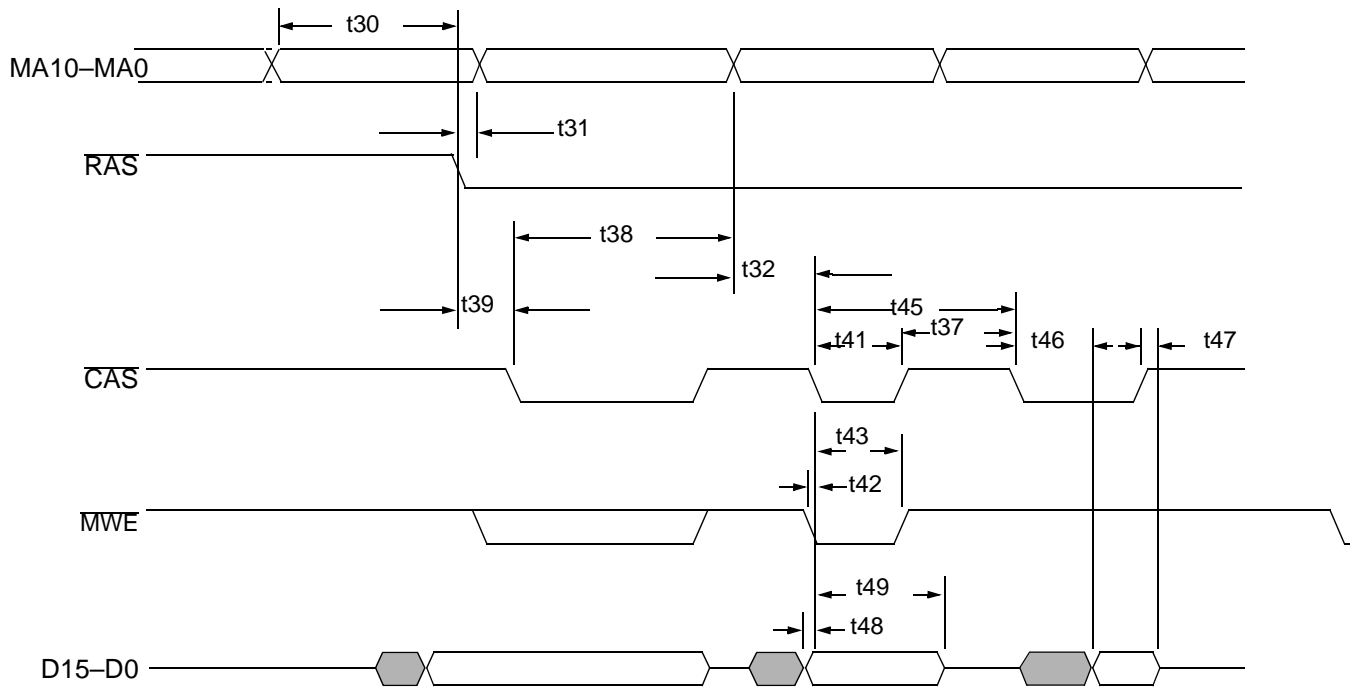 t30
MA10–MA0
t31
RAS
t38
t32
t39
t45
t37
t41
t46
t47
CAS
t43
t42
MWE
t49
t48
D15–D0